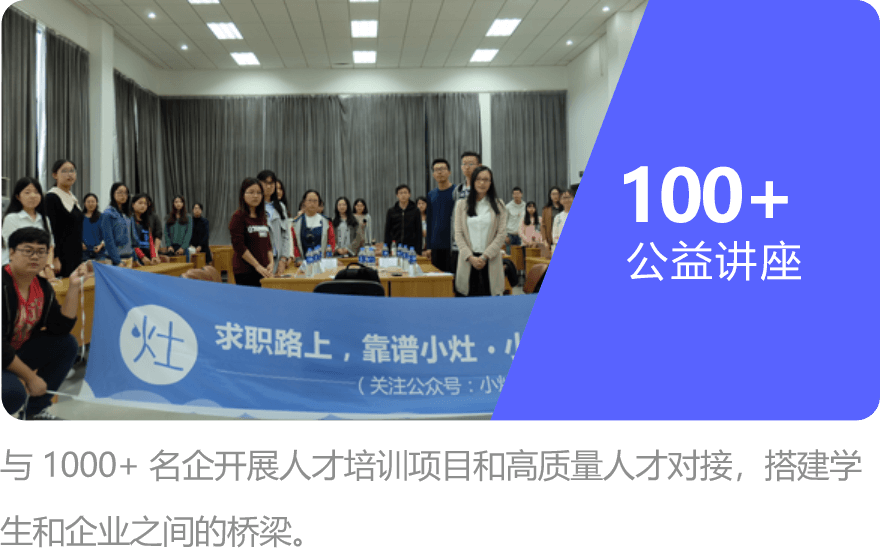 100+
公益讲座
灶
求职路上，靠谱小灶·小
（关注公众号：小灶
与 1000+ 名企开展人才培训项目和高质量人才对接，搭建学
生和企业之间的桥梁。